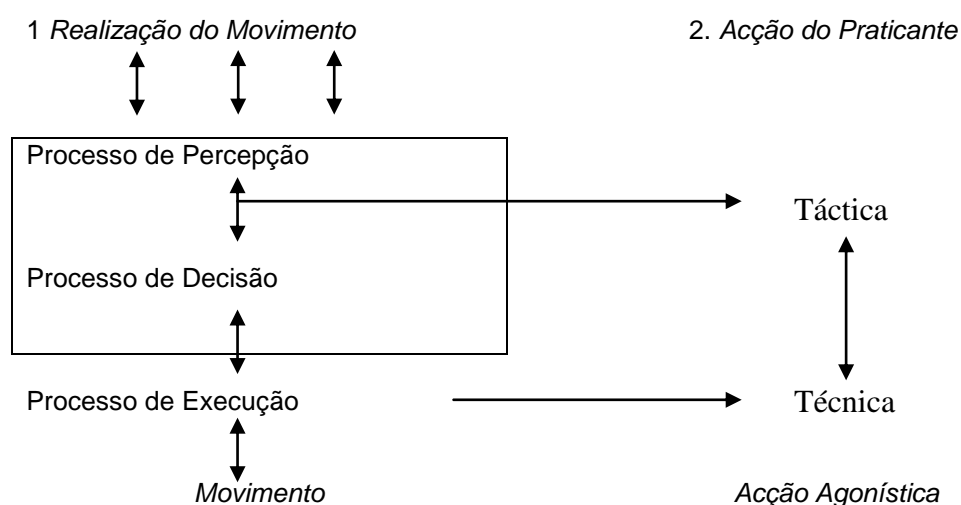 1 Realização do Movimento 2. Acção do Praticante
Processo de Percepção
Táctica
Processo de Decisão
Processo de Execução Técnica
Movimento Acção Agonística